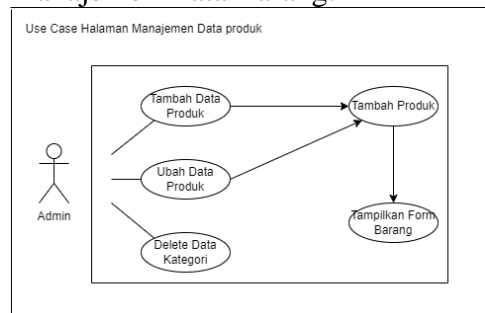 Use Case Halaman Manajemen Data produk
Tambah Data
Produk
Tambah Produk
Ubah Data
Produk
Admin
Tampilkan Form
Barang
Delete Data
Kategori